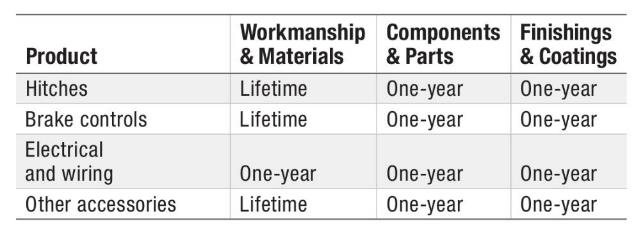 Product Workmanship & Materials Components & Parts Finishings & Coatings
Hitches Lifetime One-year One-year
Brake controls Lifetime One-year One-year
Electrical
and wiring One-year One-year One-year
Other accessories Lifetime One-year One-year